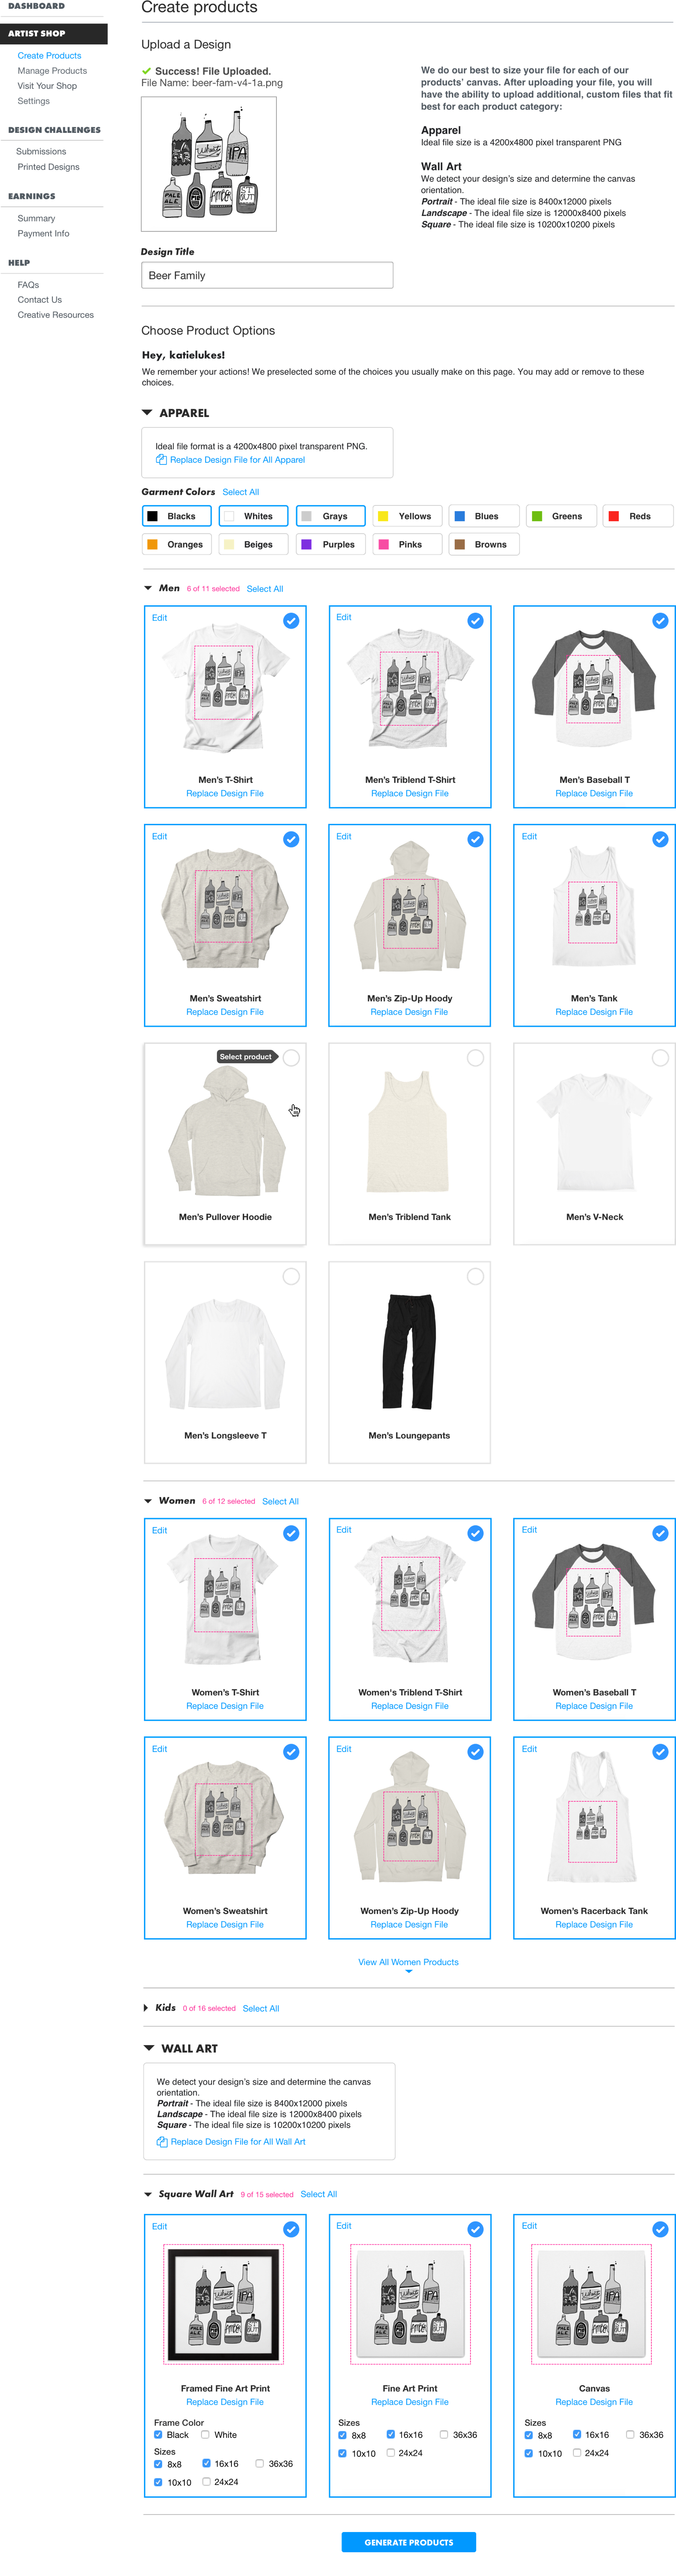 DASHBOARD
ARTIST SHOP
Create Products
Manage Products
Visit Your Shop
Settings
DESIGN CHALLENGES
Submissions
Printed Designs
EARNINGS
Summary
Payment Info
HELP
FAQs
Contact Us
Creative Resources
Create products
Upload a Design
Success! File Uploaded.
File Name: beer-fam-v4-1a.png
IPA
PALE
ALE
Design Title
Beer Family
We do our best to size your file for each of our
products' canvas. After uploading your file, you will
have the ability to upload additional, custom files that fit
best for each product category:
Apparel
Ideal file size is a 4200x4800 pixel transparent PNG
Wall Art
We detect your design's size and determine the canvas
orientation.
Portrait - The ideal file size is 8400x12000 pixels
Landscape - The ideal file size is 12000x8400 pixels
Square - The ideal file size is 10200x10200 pixels
Choose Product Options
Hey, katielukes!
We remember your actions! We preselected some of the choices you usually make on this page. You may add or remove to these
choices.
APPAREL
Ideal file format is a 4200x4800 pixel transparent PNG.
Replace Design File for All Apparel
Garment Colors Select All
Blacks Whites Grays Yellows Blues Greens Reds
Oranges Beiges Purples Pinks Browns
Men 6 of 11 selected Select All
Edit Edit
Men's T-Shirt Men's Triblend T-Shirt Men's Baseball T
Replace Design File Replace Design File Replace Design File
Edit Edit Edit
Men's Sweatshirt Men's Zip-Up Hoody Men's Tank
Replace Design File Replace Design File Replace Design File
Select product
Men's Pullover Hoodie Men's Triblend Tank Men's V-Neck
Men's Longsleeve T Men's Loungepants
Women 6 of 12 selected Select All
Edit Edit Edit
Women's T-Shirt Women's Triblend T-Shirt Women's Baseball T
Replace Design File Replace Design File Replace Design File
Edit Edit Edit
Women's Sweatshirt Women's Zip-Up Hoody Women's Racerback Tank
Replace Design File Replace Design File Replace Design File
View All Women Products
Kids 0 of 16 selected Select All
WALL ART
We detect your design's size and determine the canvas
orientation.
Portrait - The ideal file size is 8400x12000 pixels
Landscape - The ideal file size is 12000x8400 pixels
Square - The ideal file size is 10200x10200 pixels
Replace Design File for All Wall Art
Square Wall Art 9 of 15 selected Select All
Edit Edit Edit
IPA IPA IPA
Framed Fine Art Print Fine Art Print Canvas
Replace Design File Replace Design File Replace Design File
Frame Color
Black White
Sizes
8x8 16x16 36x36
10x10 24x24
Sizes
8x8 16x16 36x36
10x10 24x24
Sizes
8x8 16x16 36x36
10x10 24x24
GENERATE PRODUCTS